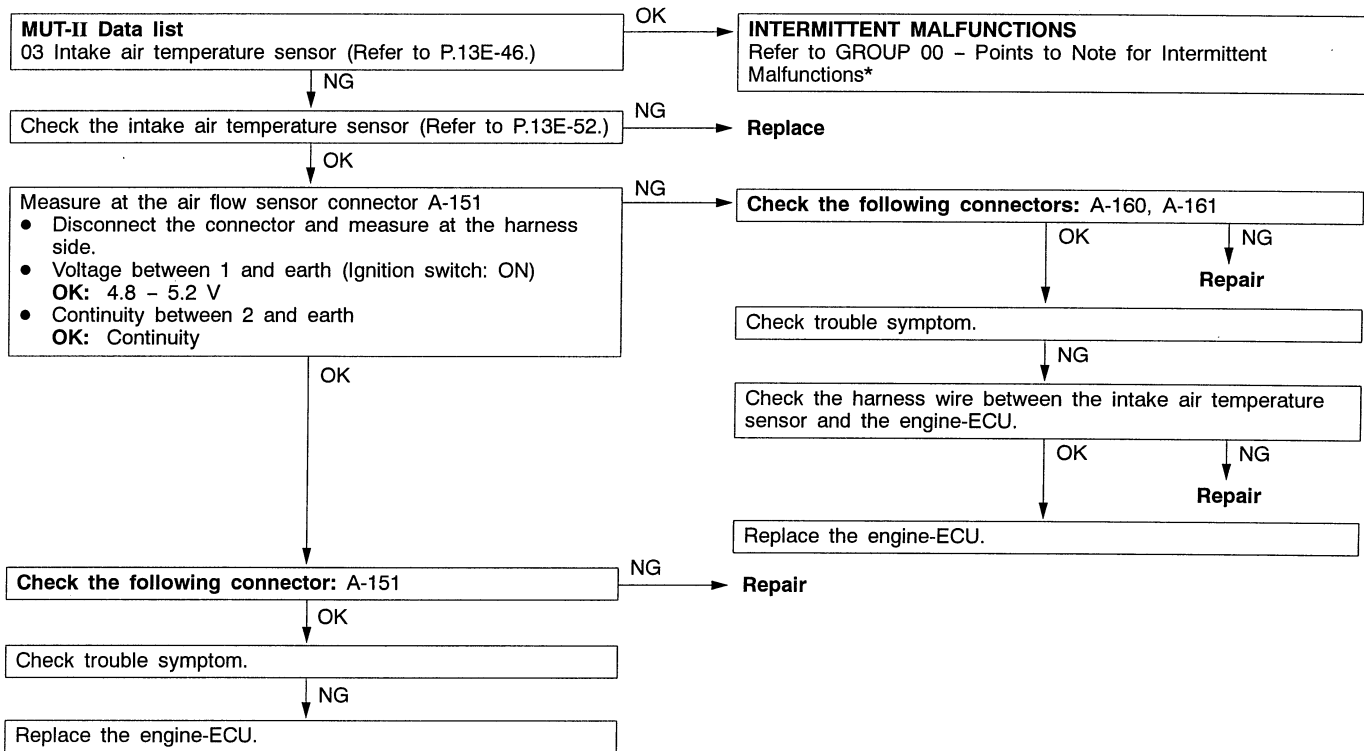 MUT-II Data list
03 Intake air temperature sensor (Refer to P.13E-46.)
OK
INTERMITTENT MALFUNCTIONS
Refer to GROUP 00 – Points to Note for Intermittent
Malfunctions*
NG
Check the intake air temperature sensor (Refer to P.13E-52.)
NG
Replace
OK
Measure at the air flow sensor connector A-151
● Disconnect the connector and measure at the harness
side.
● Voltage between 1 and earth (Ignition switch: ON)
OK: 4.8 – 5.2 V
● Continuity between 2 and earth
OK: Continuity
NG
Check the following connectors: A-160, A-161
OK
NG
Repair
Check trouble symptom.
NG
Check the harness wire between the intake air temperature
sensor and the engine-ECU.
OK
NG
Repair
Replace the engine-ECU.
OK
Check the following connector: A-151
NG
Repair
OK
Check trouble symptom.
NG
Replace the engine-ECU.